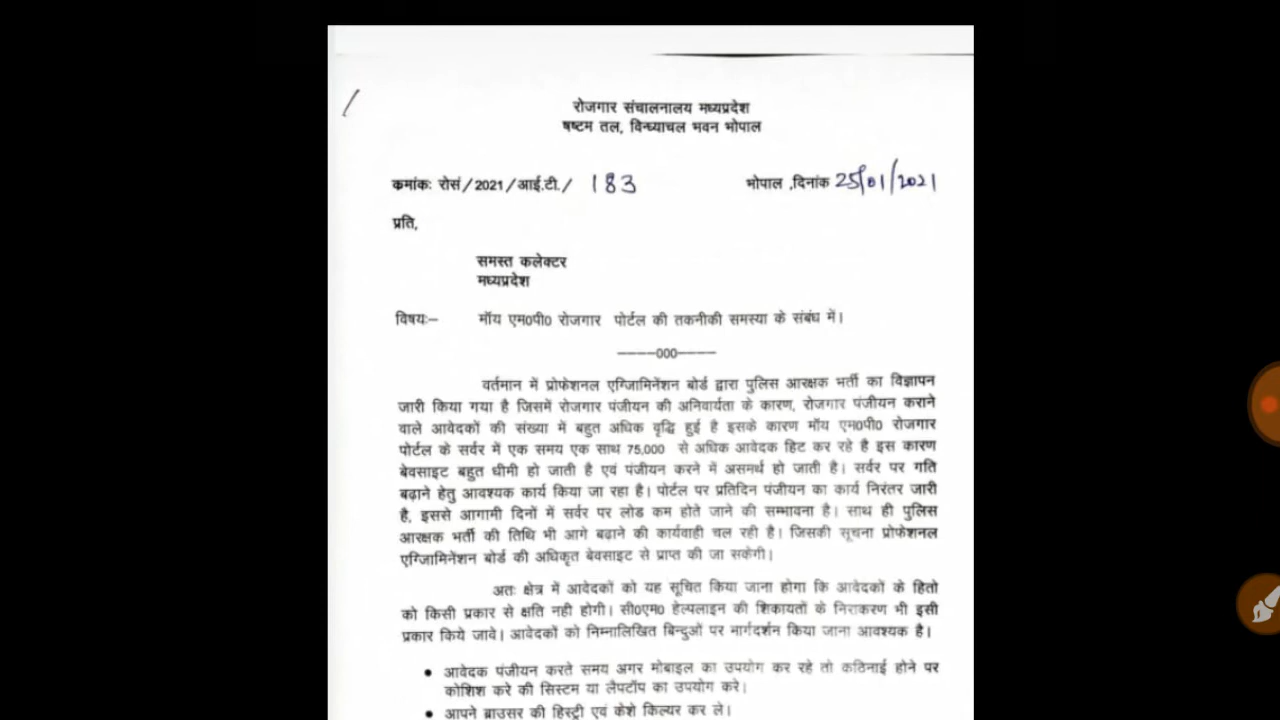 रोजगार संचालनालय मध्यप्रदेश
षष्टम तल, विन्ध्याचल भवन भोपाल
कमांकः रोसं/2021/आई.टी./ 183 भोपाल ,दिनांक 25/01/2021
प्रति,
समस्त कलेक्टर
मध्यप्रदेश
विषयः– मॉय एम0पी0 रोजगार पोर्टल की तकनीकी समस्या के संबंध में।
––––000––––
वर्तमान में प्रोफेशनल एग्जिामिनेंशन बोर्ड द्वारा पुलिस आरक्षक भर्ती का विज्ञापन
जारी किया गया है जिसमें रोजगार पंजीयन की अनिवार्यता के कारण, रोजगार पंजीयन कराने
वाले आवेदकों की संख्या में बहुत अधिक वृद्धि हुई है इसके कारण मॉय एम0पी0 रोजगार
पोर्टल के सर्वर में एक समय एक साथ 75,000 से अधिक आवेदक हिट कर रहे है इस कारण
बेवसाइट बहुत धीमी हो जाती है एवं पंजीयन करने में असमर्थ हो जाती है। सर्वर पर गति
बढ़ाने हेतु आवश्यक कार्य किया जा रहा है। पोर्टल पर प्रतिदिन पंजीयन का कार्य निरंतर जारी
है, इससे आगामी दिनों में सर्वर पर लोड कम होते जाने की सम्भावना है। साथ ही पुलिस
आरक्षक भर्ती की तिथि भी आगे बढ़ाने की कार्यवाही चल रही है। जिसकी सूचना प्रोफेशनल
एग्जिामिनेंशन बोर्ड की अधिकृत बेवसाइट से प्राप्त की जा सकेगी।
अतः क्षेत्र में आवेदकों को यह सूचित किया जाना होगा कि आवेदकों के हितो
को किसी प्रकार से क्षति नही होगी। सी0एम0 हेल्पलाइन की शिकायतों के निराकरण भी इसी
प्रकार किये जावे। आवेदकों को निम्नालिखित बिन्दुओं पर मार्गदर्शन किया जाना आवश्यक है।
• आवेदक पंजीयन करते समय अगर मोबाइल का उपयोग कर रहे तो कठिनाई होने पर
कोशिश करे की सिस्टम या लैपटॉप का उपयोग करे।
• आपने ब्राउसर की हिस्ट्री एवं केशे किल्यर कर ले।